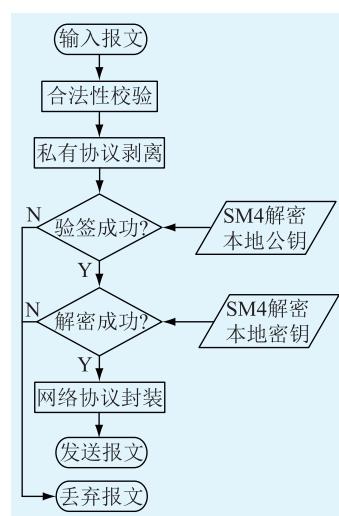 输入报文
合法性校验
私有协议剥离
N
验签成功?
SM4解密
本地公钥
Y
N
解密成功?
SM4解密
本地密钥
Y
网络协议封装
发送报文
丢弃报文